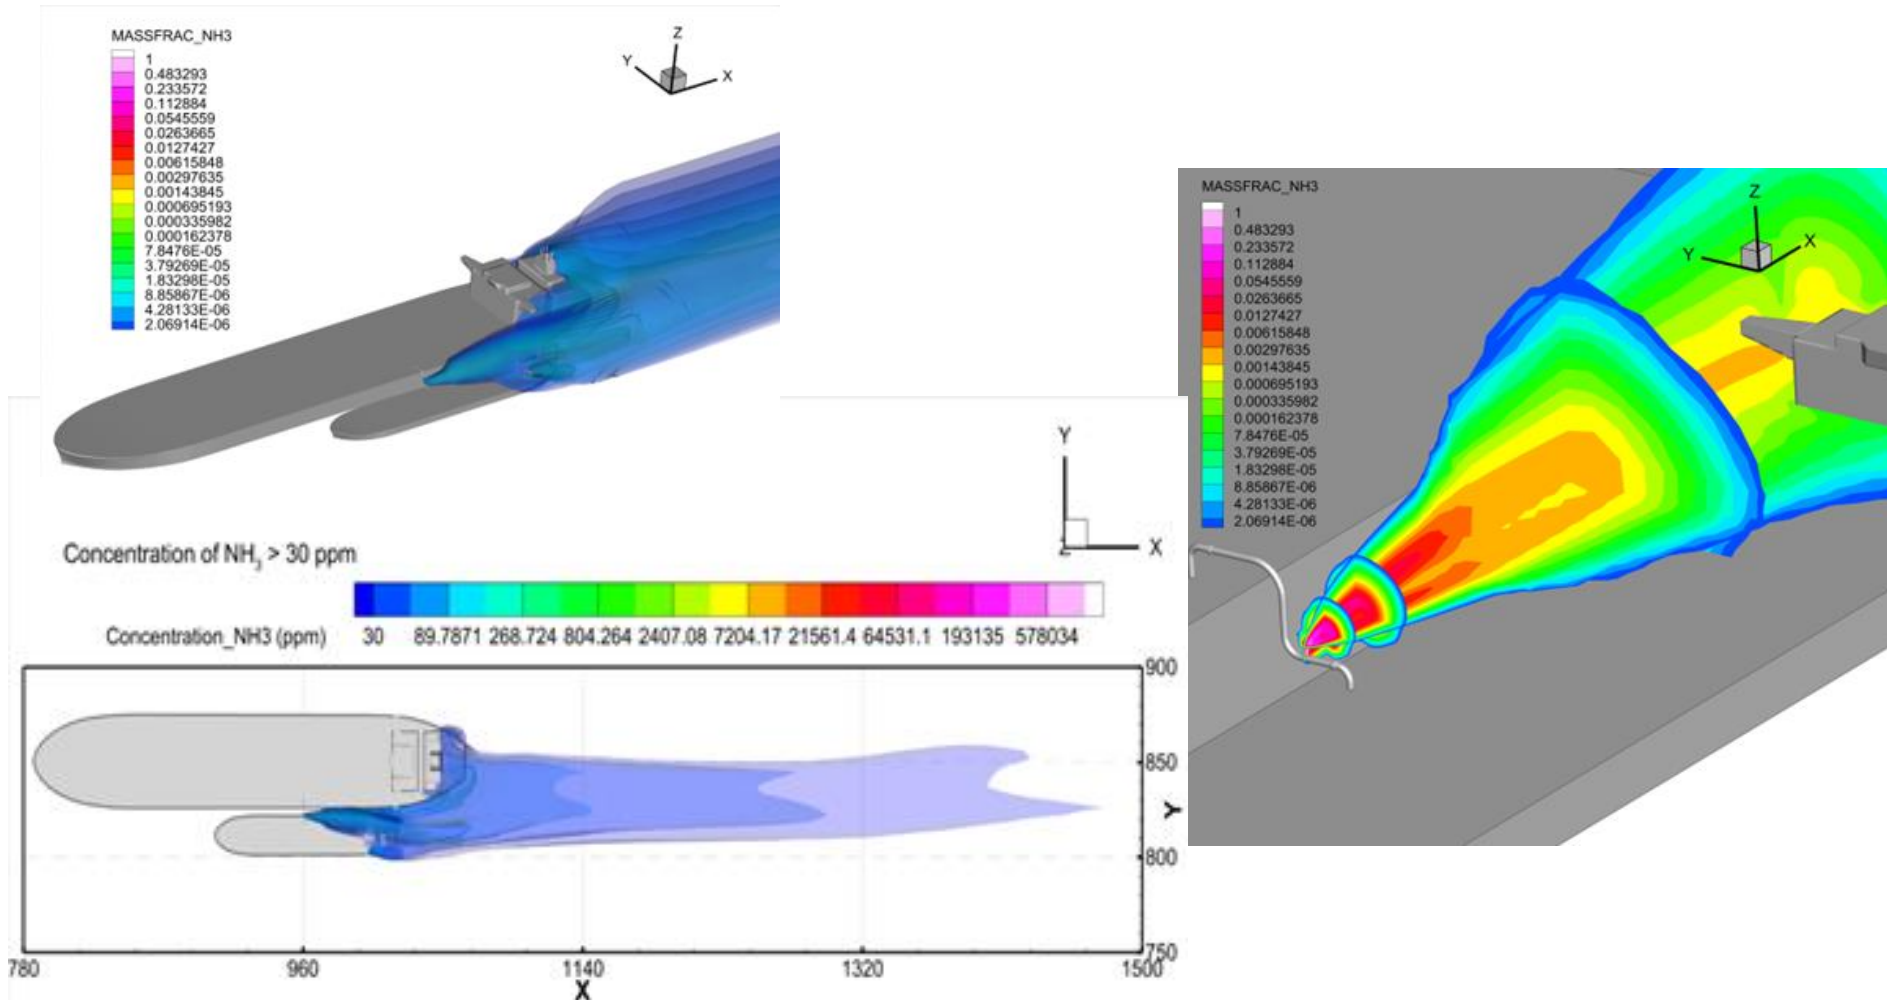 MASSFRAC_NH3
1
0.483293
0.233572
0.112884
0.0545559
0.0263665
0.0127427
0.00615848
0.00297635
0.00143845
0.000695193
0.000335982
0.000162378
7.8476E-05
3.79269E-05
1.83298E-05
8.85867E-06
4.28133E-06
2.06914E-06
Z
Y
X
MASSFRAC_NH3
1
0.483293
0.233572
0.112884
0.0545559
0.0263665
0.0127427
0.00615848
0.00297635
0.00143845
0.000695193
0.000335982
0.000162378
7.8476E-05
3.79269E-05
1.83298E-05
8.85867E-06
4.28133E-06
2.06914E-06
Z
Y
X
Y
Z
X
Concentration of NH3 > 30 ppm
Concentration_NH3 (ppm) 30 89.7871 268.724 804.264 2407.08 7204.17 21561.4 64531.1 193135 578034
900
850
Y
800
750
780 960 1140 1320 1500
X